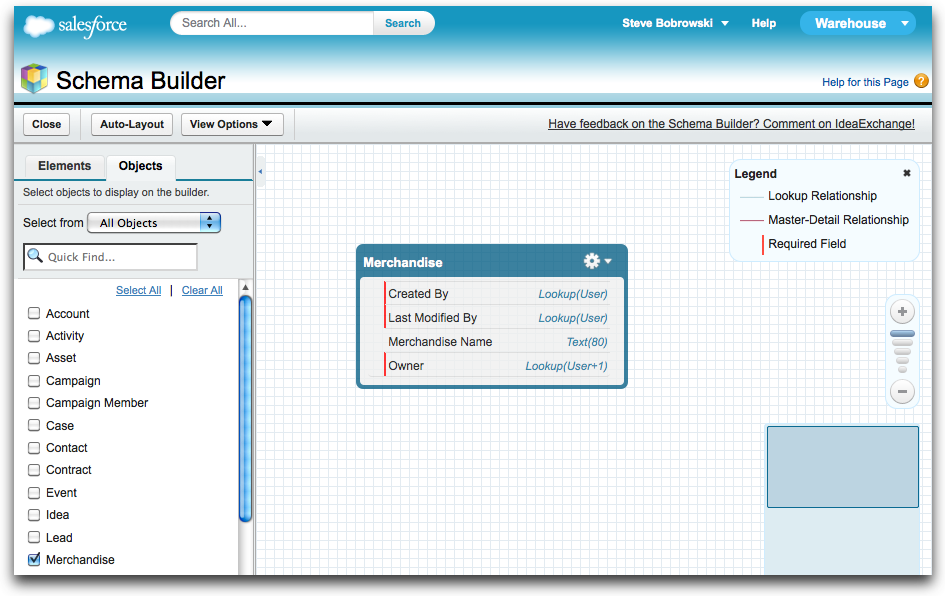 salesforce Search All... Search Steve Bobrowski Help Warehouse
Schema Builder
Help for this Page ?
Close Auto-Layout View Options Have feedback on the Schema Builder? Comment on IdeaExchange!
Elements Objects
Select objects to display on the builder.
Select from All Objects
Quick Find...
Select All | Clear All
Account
Activity
Asset
Campaign
Campaign Member
Case
Contact
Contract
Event
Idea
Lead
Merchandise
Merchandise
Created By Lookup(User)
Last Modified By Lookup(User)
Merchandise Name Text(80)
Owner Lookup(User+1)
Legend
Lookup Relationship
Master-Detail Relationship
Required Field